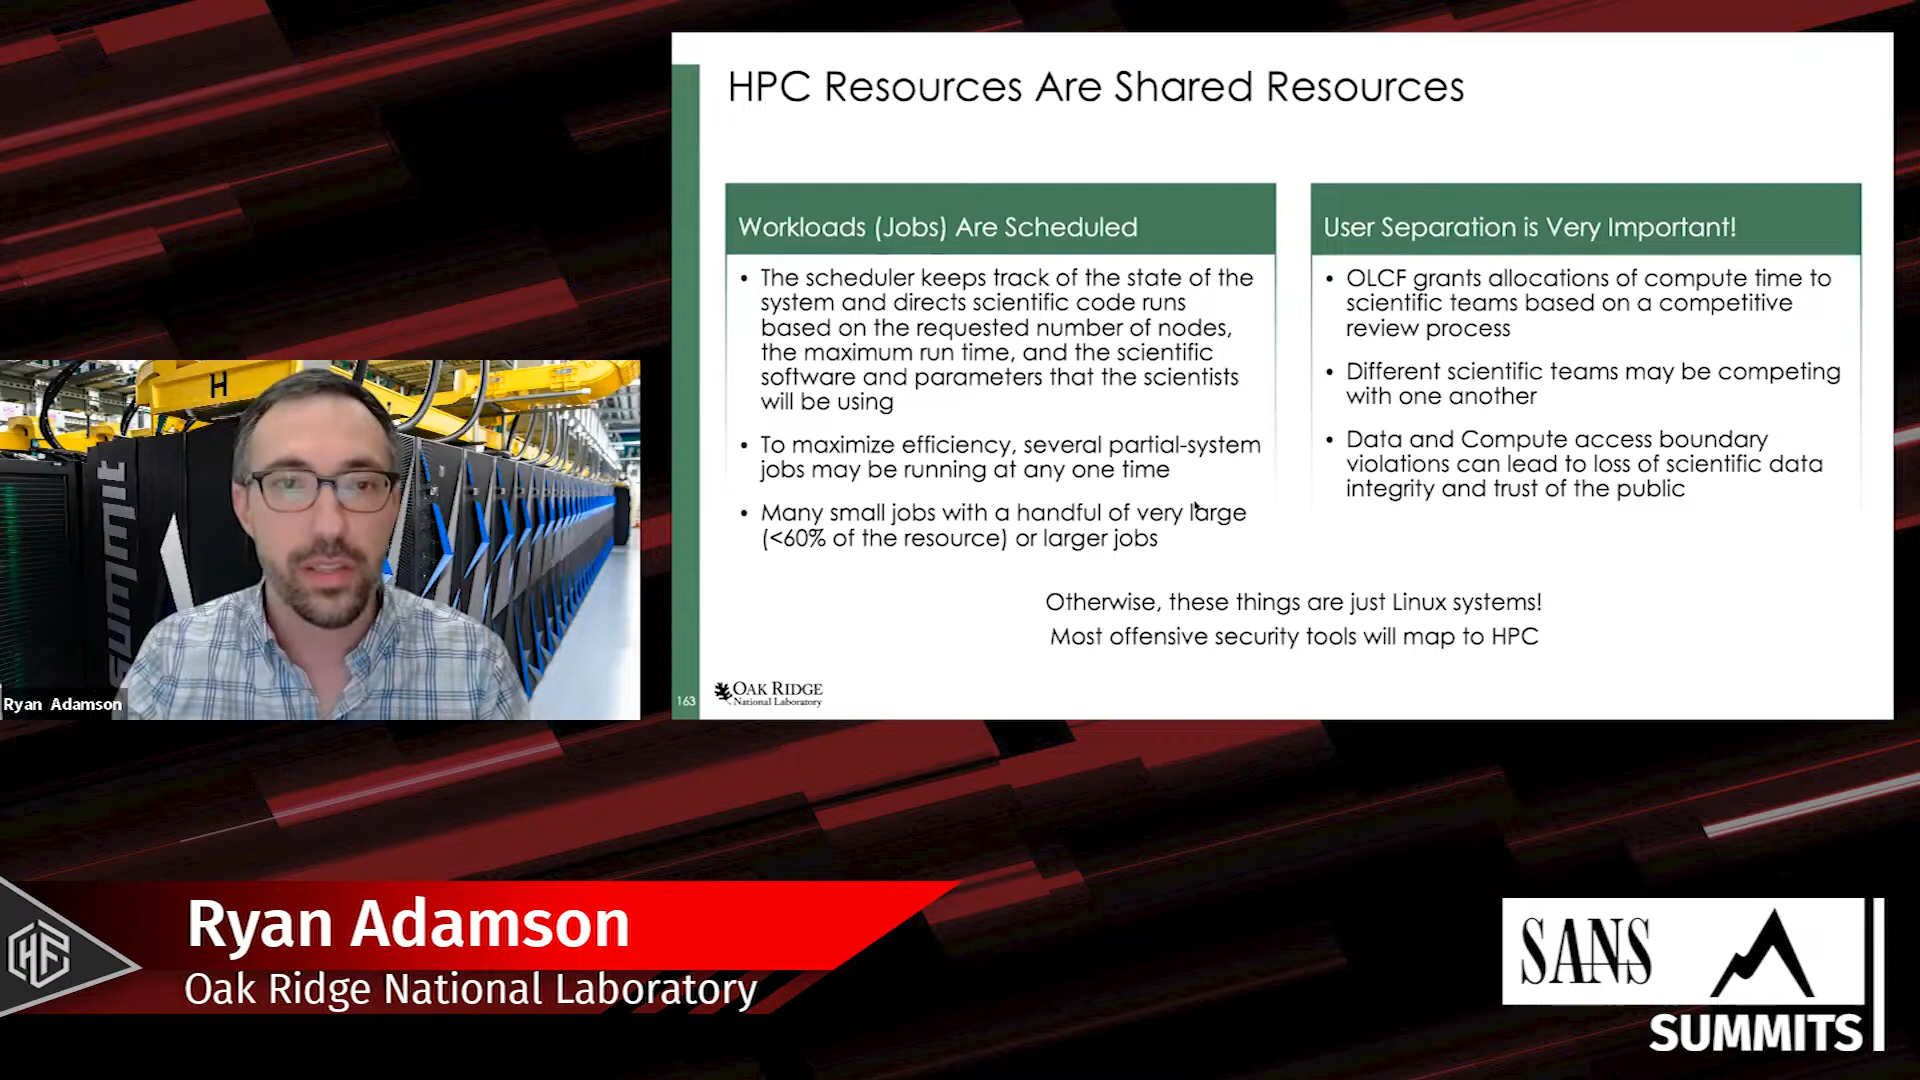 HPC Resources Are Shared Resources
Workloads (Jobs) Are Scheduled
• The scheduler keeps track of the state of the
system and directs scientific code runs
based on the requested number of nodes,
the maximum run time, and the scientific
software and parameters that the scientists
will be using
• To maximize efficiency, several partial-system
jobs may be running at any one time
• Many small jobs with a handful of very large
(<60% of the resource) or larger jobs
User Separation is Very Important!
• OLCF grants allocations of compute time to
scientific teams based on a competitive
review process
• Different scientific teams may be competing
with one another
• Data and Compute access boundary
violations can lead to loss of scientific data
integrity and trust of the public
Otherwise, these things are just Linux systems!
Most offensive security tools will map to HPC
163
OAK RIDGE
National Laboratory
H
summit
Ryan Adamson
Ryan Adamson
Oak Ridge National Laboratory
HF
SANS
SUMMITS